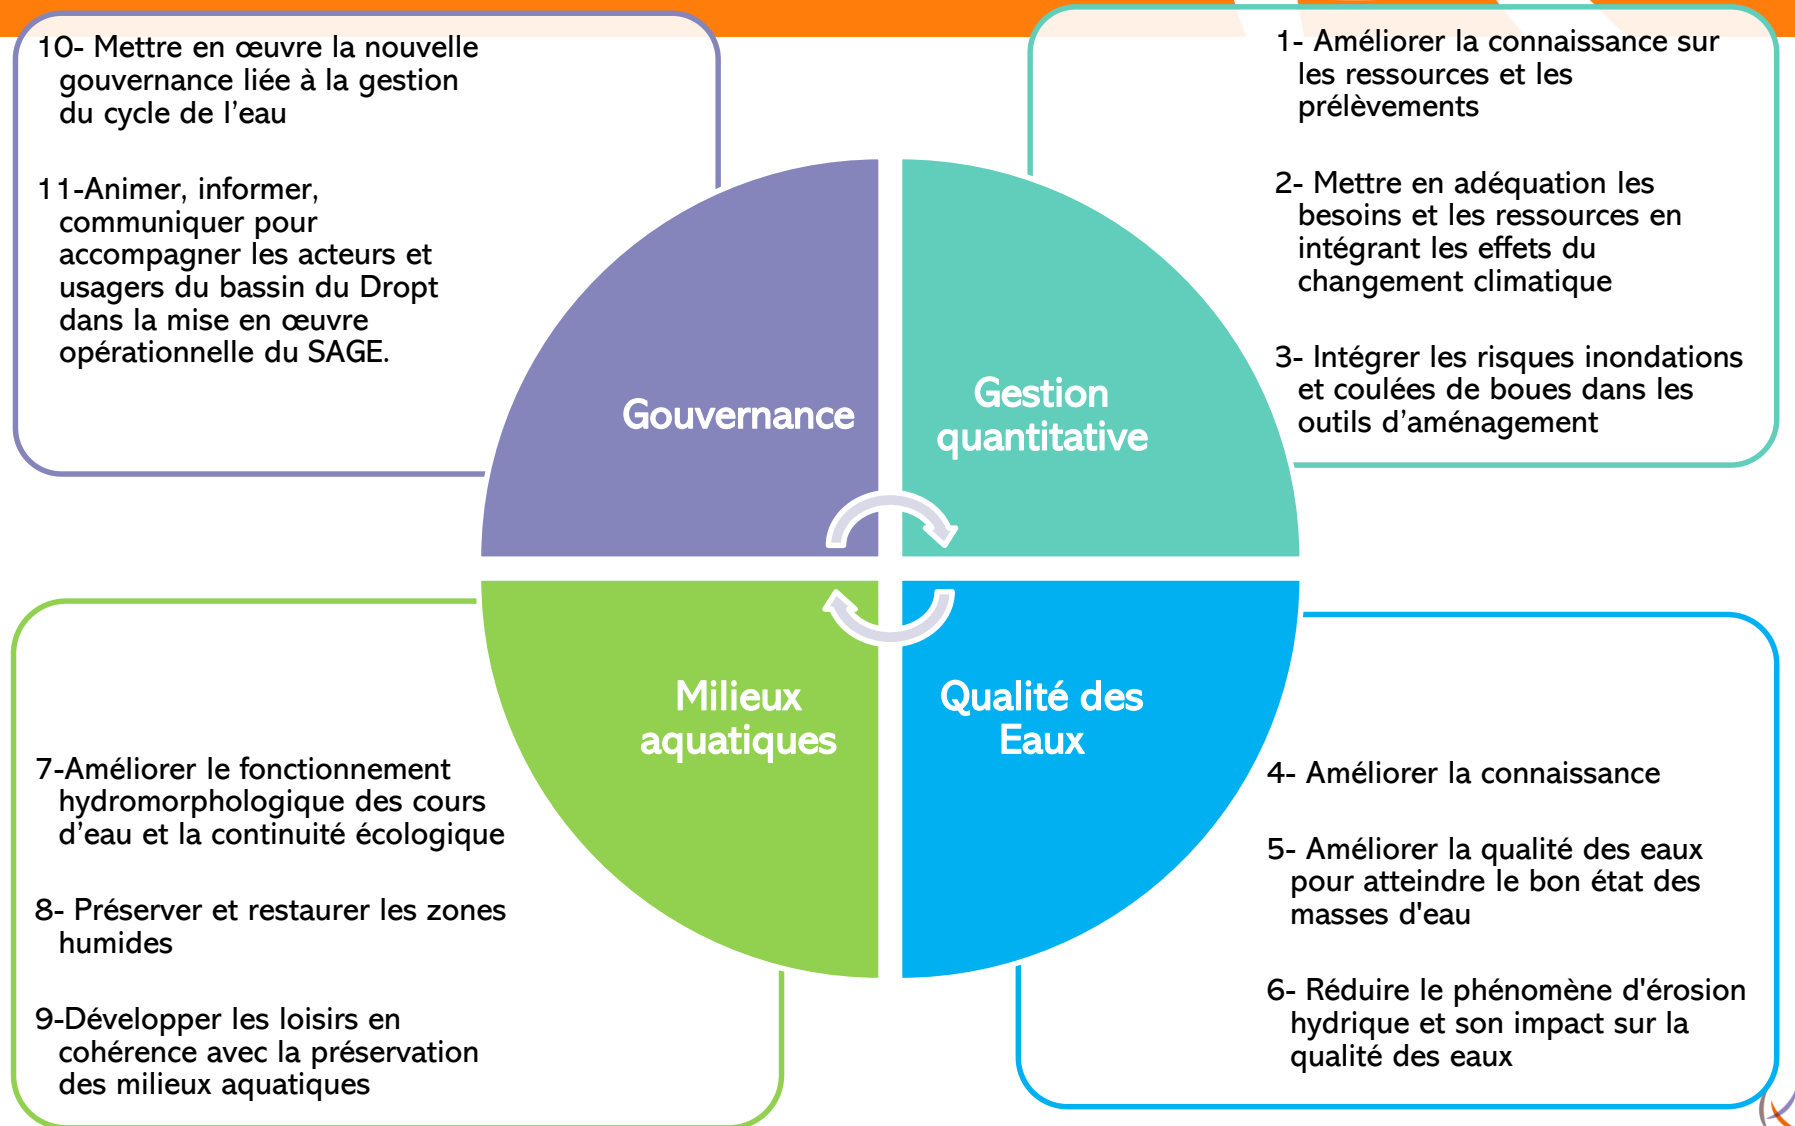 10- Mettre en œuvre la nouvelle
gouvernance liée à la gestion
du cycle de l’eau
11-Animer, informer,
communiquer pour
accompagner les acteurs et
usagers du bassin du Dropt
dans la mise en œuvre
opérationnelle du SAGE.
1- Améliorer la connaissance sur
les ressources et les
prélèvements
2- Mettre en adéquation les
besoins et les ressources en
intégrant les effets du
changement climatique
3- Intégrer les risques inondations
et coulées de boues dans les
outils d’aménagement
Gouvernance
Gestion
quantitative
Milieux
aquatiques
Qualité des
Eaux
7-Améliorer le fonctionnement
hydromorphologique des cours
d’eau et la continuité écologique
8- Préserver et restaurer les zones
humides
9-Développer les loisirs en
cohérence avec la préservation
des milieux aquatiques
4- Améliorer la connaissance
5- Améliorer la qualité des eaux
pour atteindre le bon état des
masses d'eau
6- Réduire le phénomène d'érosion
hydrique et son impact sur la
qualité des eaux